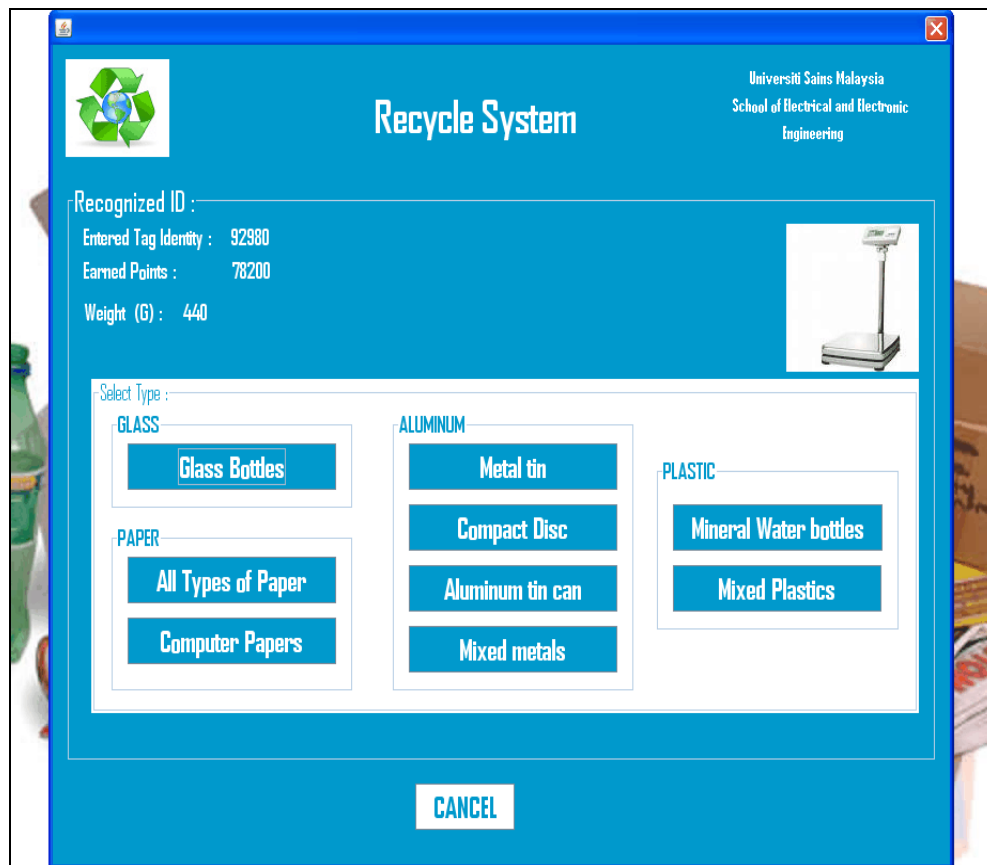 Recycle System
Universiti Sains Malaysia
School of Electrical and Electronic
Engineering
Recognized ID :
Entered Tag Identity : 92980
Earned Points : 78200
Weight (G) : 440
Select Type :
GLASS
Glass Bottles
PAPER
All Types of Paper
Computer Papers
ALUMINUM
Metal tin
Compact Disc
Aluminum tin can
Mixed metals
PLASTIC
Mineral Water bottles
Mixed Plastics
CANCEL